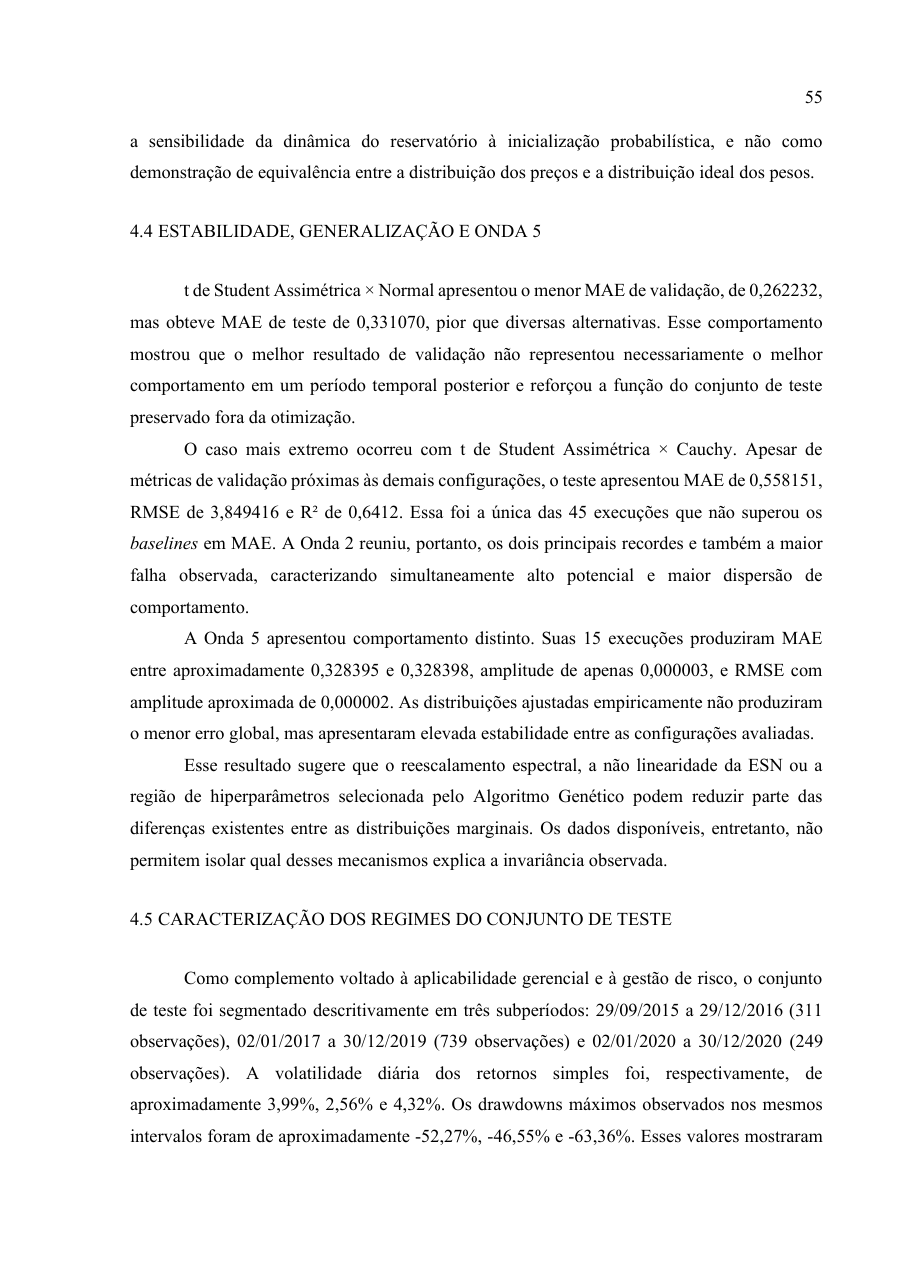 55
a sensibilidade da dinâmica do reservatório à inicialização probabilística, e não como
demonstração de equivalência entre a distribuição dos preços e a distribuição ideal dos pesos.
4.4 ESTABILIDADE, GENERALIZAÇÃO E ONDA 5
t de Student Assimétrica × Normal apresentou o menor MAE de validação, de 0,262232,
mas obteve MAE de teste de 0,331070, pior que diversas alternativas. Esse comportamento
mostrou que o melhor resultado de validação não representou necessariamente o melhor
comportamento em um período temporal posterior e reforçou a função do conjunto de teste
preservado fora da otimização.
O caso mais extremo ocorreu com t de Student Assimétrica × Cauchy. Apesar de
métricas de validação próximas às demais configurações, o teste apresentou MAE de 0,558151,
RMSE de 3,849416 e R² de 0,6412. Essa foi a única das 45 execuções que não superou os
baselines em MAE. A Onda 2 reuniu, portanto, os dois principais recordes e também a maior
falha observada, caracterizando simultaneamente alto potencial e maior dispersão de
comportamento.
A Onda 5 apresentou comportamento distinto. Suas 15 execuções produziram MAE
entre aproximadamente 0,328395 e 0,328398, amplitude de apenas 0,000003, e RMSE com
amplitude aproximada de 0,000002. As distribuições ajustadas empiricamente não produziram
o menor erro global, mas apresentaram elevada estabilidade entre as configurações avaliadas.
Esse resultado sugere que o reescalamento espectral, a não linearidade da ESN ou a
região de hiperparâmetros selecionada pelo Algoritmo Genético podem reduzir parte das
diferenças existentes entre as distribuições marginais. Os dados disponíveis, entretanto, não
permitem isolar qual desses mecanismos explica a invariância observada.
4.5 CARACTERIZAÇÃO DOS REGIMES DO CONJUNTO DE TESTE
Como complemento voltado à aplicabilidade gerencial e à gestão de risco, o conjunto
de teste foi segmentado descritivamente em três subperíodos: 29/09/2015 a 29/12/2016 (311
observações), 02/01/2017 a 30/12/2019 (739 observações) e 02/01/2020 a 30/12/2020 (249
observações). A volatilidade diária dos retornos simples foi, respectivamente, de
aproximadamente 3,99%, 2,56% e 4,32%. Os drawdowns máximos observados nos mesmos
intervalos foram de aproximadamente -52,27%, -46,55% e -63,36%. Esses valores mostraram